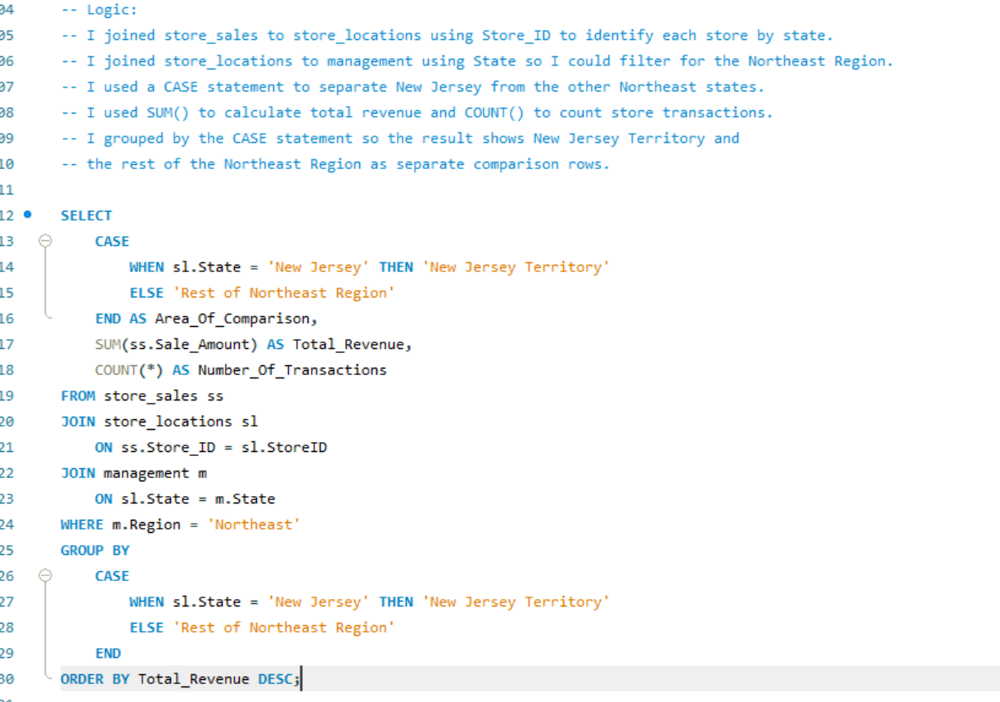 04 -- Logic:
05 -- I joined store_sales to store_locations using Store_ID to identify each store by state.
06 -- I joined store_locations to management using State so I could filter for the Northeast Region.
07 -- I used a CASE statement to separate New Jersey from the other Northeast states.
08 -- I used SUM() to calculate total revenue and COUNT() to count store transactions.
09 -- I grouped by the CASE statement so the result shows New Jersey Territory and
10 -- the rest of the Northeast Region as separate comparison rows.
11
12 SELECT
13 CASE
14 WHEN sl.State = 'New Jersey' THEN 'New Jersey Territory'
15 ELSE 'Rest of Northeast Region'
16 END AS Area_Of_Comparison,
17 SUM(ss.Sale_Amount) AS Total_Revenue,
18 COUNT(*) AS Number_Of_Transactions
19 FROM store_sales ss
20 JOIN store_locations sl
21 ON ss.Store_ID = sl.StoreID
22 JOIN management m
23 ON sl.State = m.State
24 WHERE m.Region = 'Northeast'
25 GROUP BY
26 CASE
27 WHEN sl.State = 'New Jersey' THEN 'New Jersey Territory'
28 ELSE 'Rest of Northeast Region'
29 END
30 ORDER BY Total_Revenue DESC;